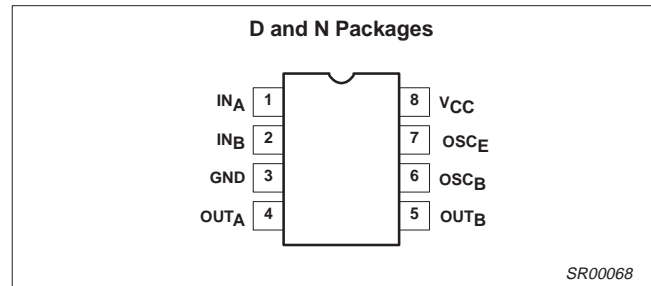 D and N Packages
INA 1 8 VCC
INB 2 7 OSCE
GND 3 6 OSCB
OUTA 4 5 OUTB
SR00068